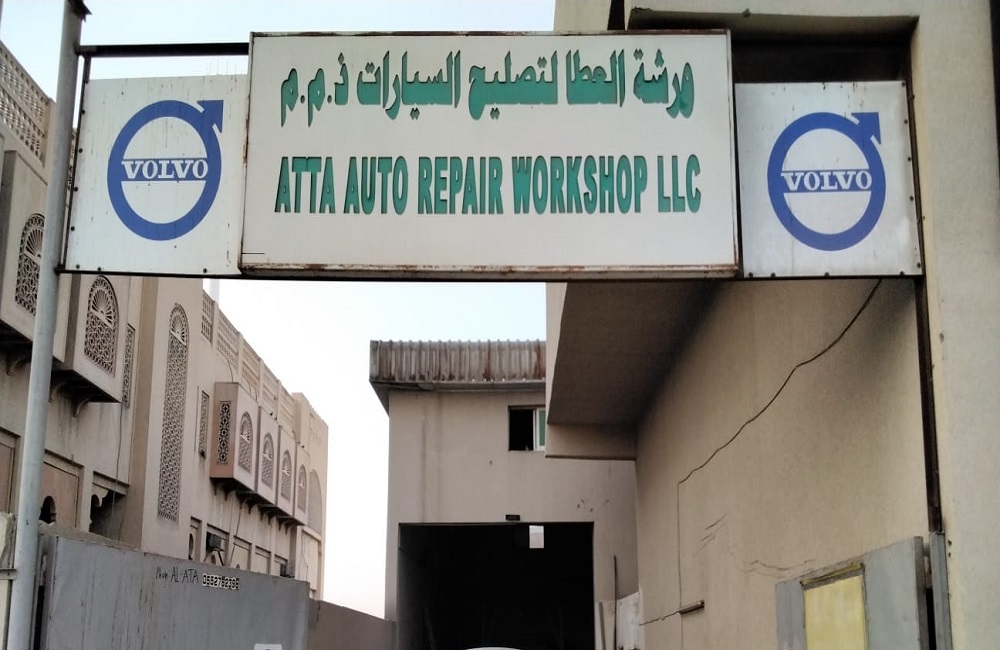 ورشة العطا لتصليح السيارات ذ.م.م
VOLVO
ATTA AUTO REPAIR WORKSHOP LLC
VOLVO
AL-ATA